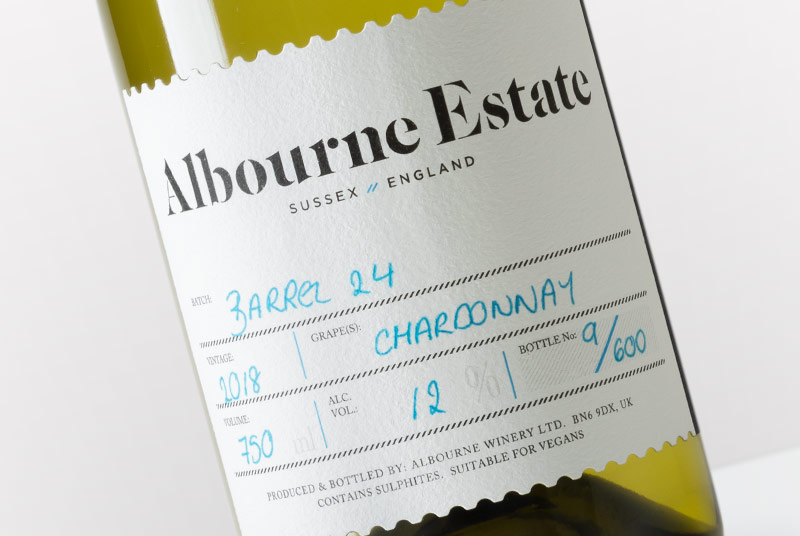 Albourne Estate
SUSSEX // ENGLAND
BATCH: BARREL 24
VINTAGE: 2018 GRAPE(S): CHARDONNAY
VOLUME: 750 ml ALC. VOL.: 12 % BOTTLE No: 9/600
PRODUCED & BOTTLED BY: ALBOURNE WINERY LTD. BN6 9DX, UK
CONTAINS SULPHITES. SUITABLE FOR VEGANS